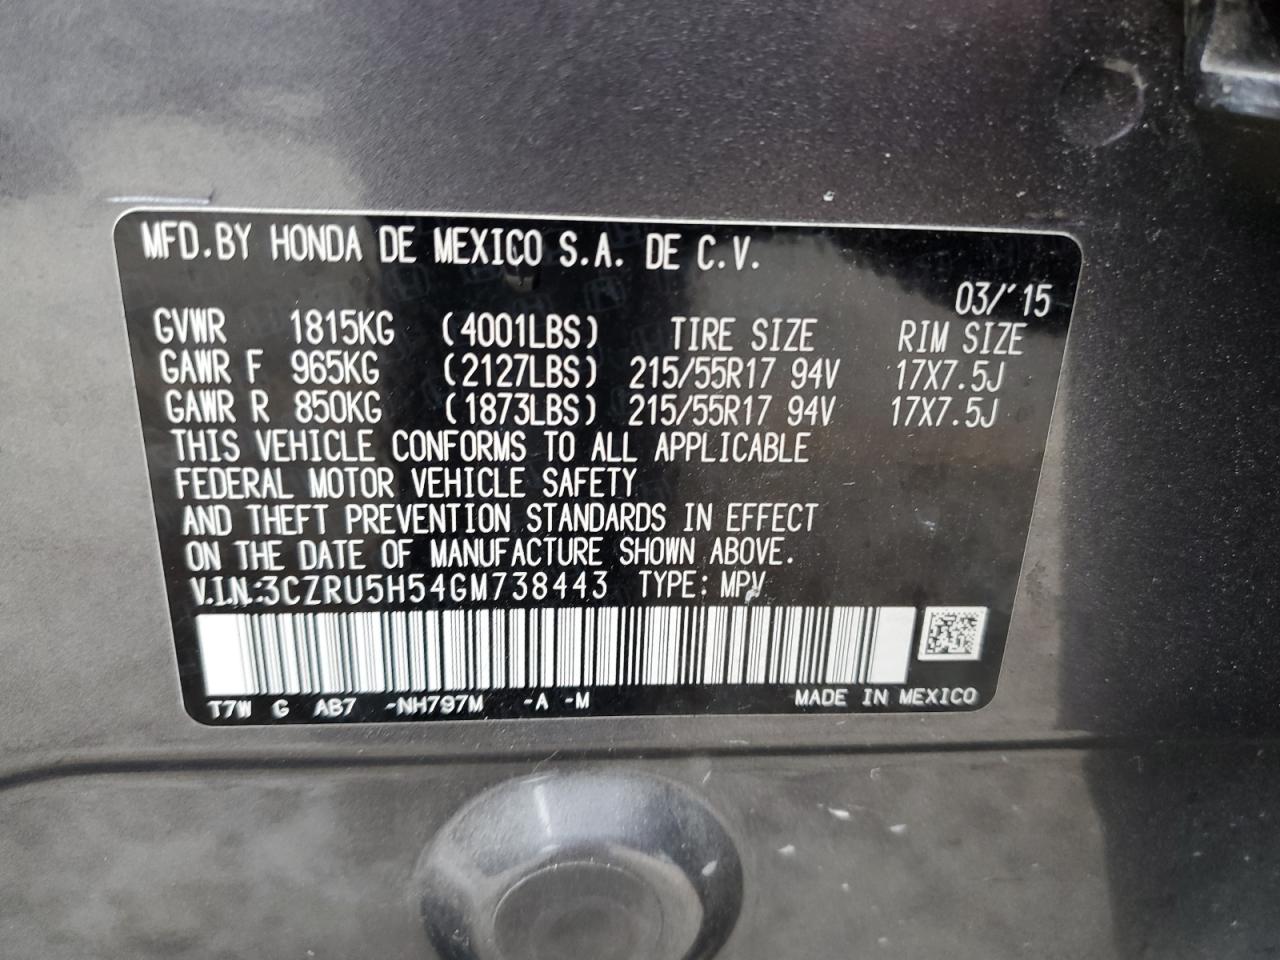 MFD.BY HONDA DE MEXICO S.A. DE C.V.
03/'15
GVWR 1815KG (4001LBS) TIRE SIZE RIM SIZE
GAWR F 965KG (2127LBS) 215/55R17 94V 17X7.5J
GAWR R 850KG (1873LBS) 215/55R17 94V 17X7.5J
THIS VEHICLE CONFORMS TO ALL APPLICABLE
FEDERAL MOTOR VEHICLE SAFETY
AND THEFT PREVENTION STANDARDS IN EFFECT
ON THE DATE OF MANUFACTURE SHOWN ABOVE.
V.I.N.:3CZRU5H54GM738443 TYPE: MPV
T7W G AB7 -NH797M -A -M MADE IN MEXICO